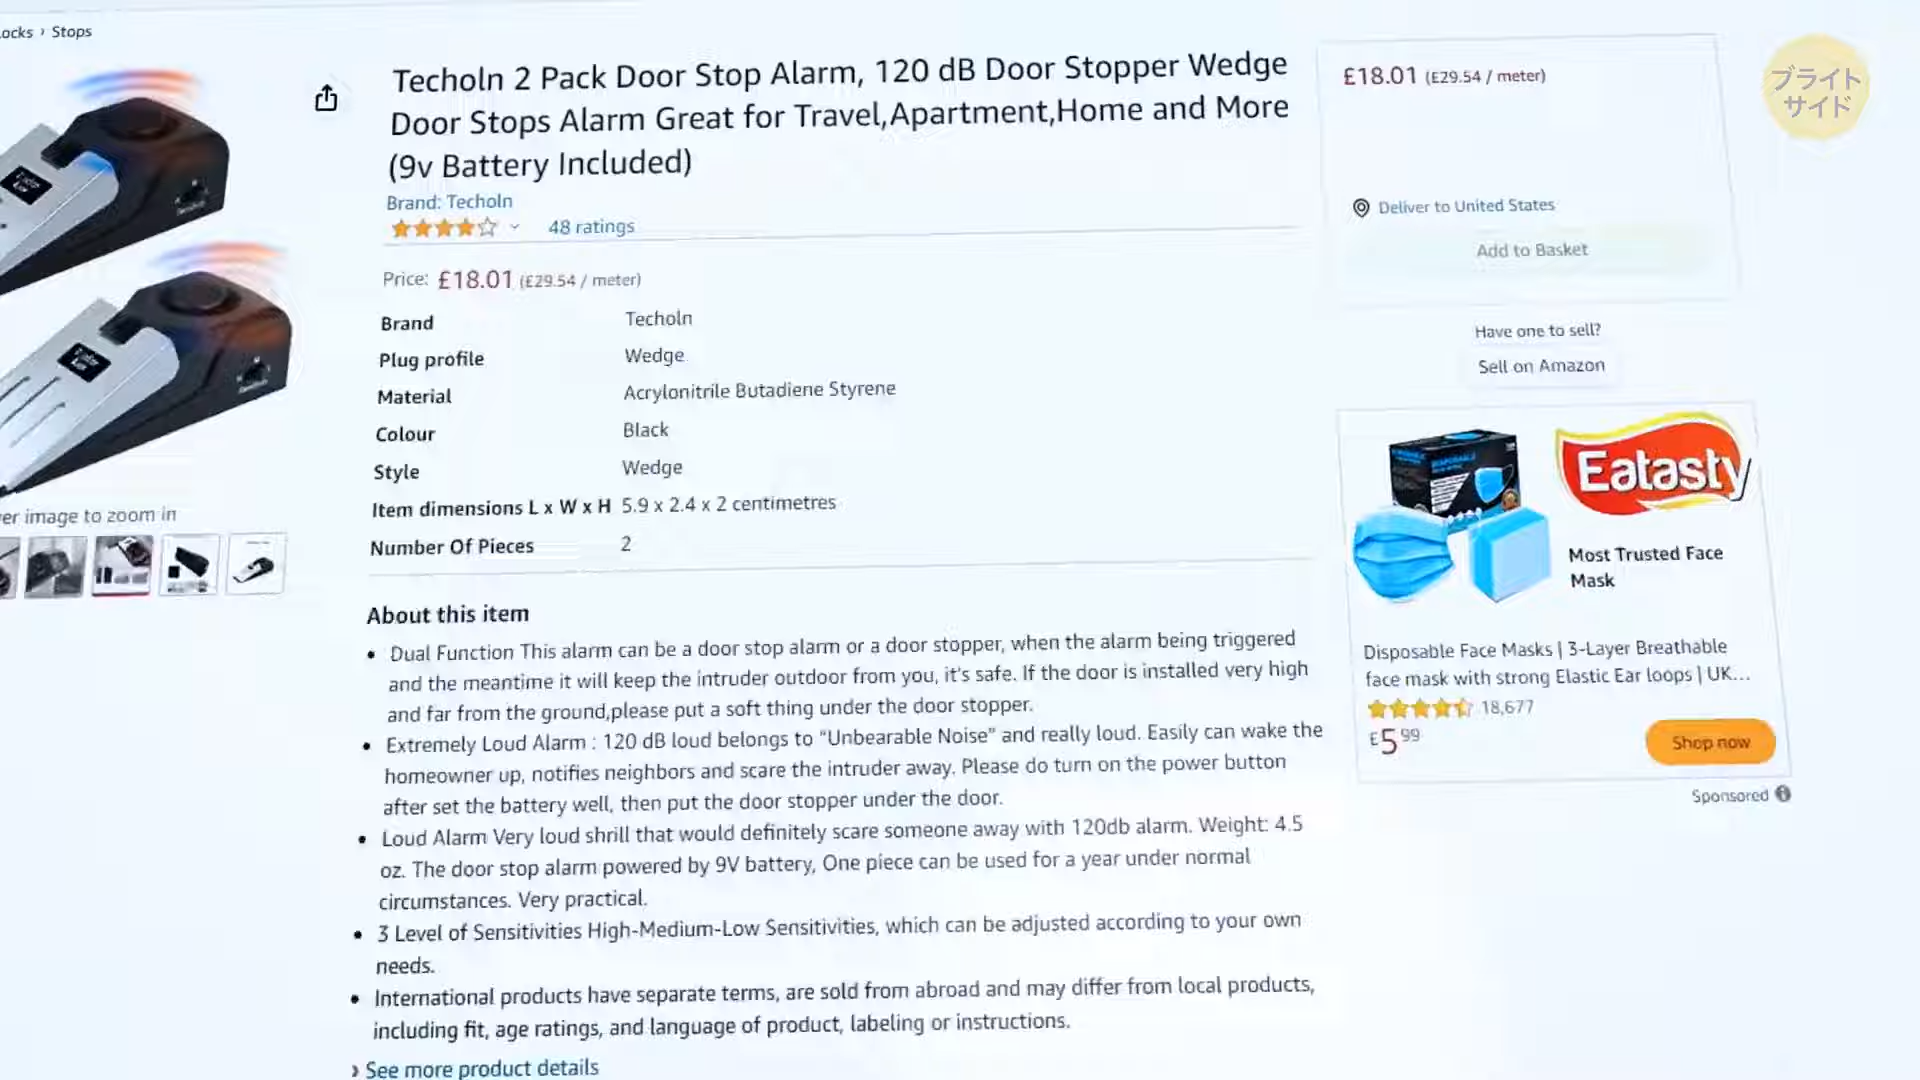 Stops
Techoln 2 Pack Door Stop Alarm, 120 dB Door Stopper Wedge
Door Stops Alarm Great for Travel,Apartment,Home and More
(9v Battery Included)
Brand: Techoln
48 ratings
Price: £18.01 (£29.54 / meter)
Brand Techoln
Plug profile Wedge
Material Acrylonitrile Butadiene Styrene
Colour Black
Style Wedge
Item dimensions L x W x H 5.9 x 2.4 x 2 centimetres
Number Of Pieces 2
image to zoom in
About this item
• Dual Function This alarm can be a door stop alarm or a door stopper, when the alarm being triggered
and the meantime it will keep the intruder outdoor from you, it's safe. If the door is installed very high
and far from the ground,please put a soft thing under the door stopper.
• Extremely Loud Alarm : 120 dB loud belongs to "Unbearable Noise" and really loud. Easily can wake the
homeowner up, notifies neighbors and scare the intruder away. Please do turn on the power button
after set the battery well, then put the door stopper under the door.
• Loud Alarm Very loud shrill that would definitely scare someone away with 120db alarm. Weight: 4.5
oz. The door stop alarm powered by 9V battery, One piece can be used for a year under normal
circumstances. Very practical.
• 3 Level of Sensitivities High-Medium-Low Sensitivities, which can be adjusted according to your own
needs.
• International products have separate terms, are sold from abroad and may differ from local products,
including fit, age ratings, and language of product, labeling or instructions.
› See more product details
£18.01 (£29.54 / meter)
Deliver to United States
Add to Basket
Have one to sell?
Sell on Amazon
Eatasty
Most Trusted Face
Mask
Disposable Face Masks | 3-Layer Breathable
face mask with strong Elastic Ear loops | UK...
18,677
£5 99
Shop now
Sponsored
ブライト
サイド